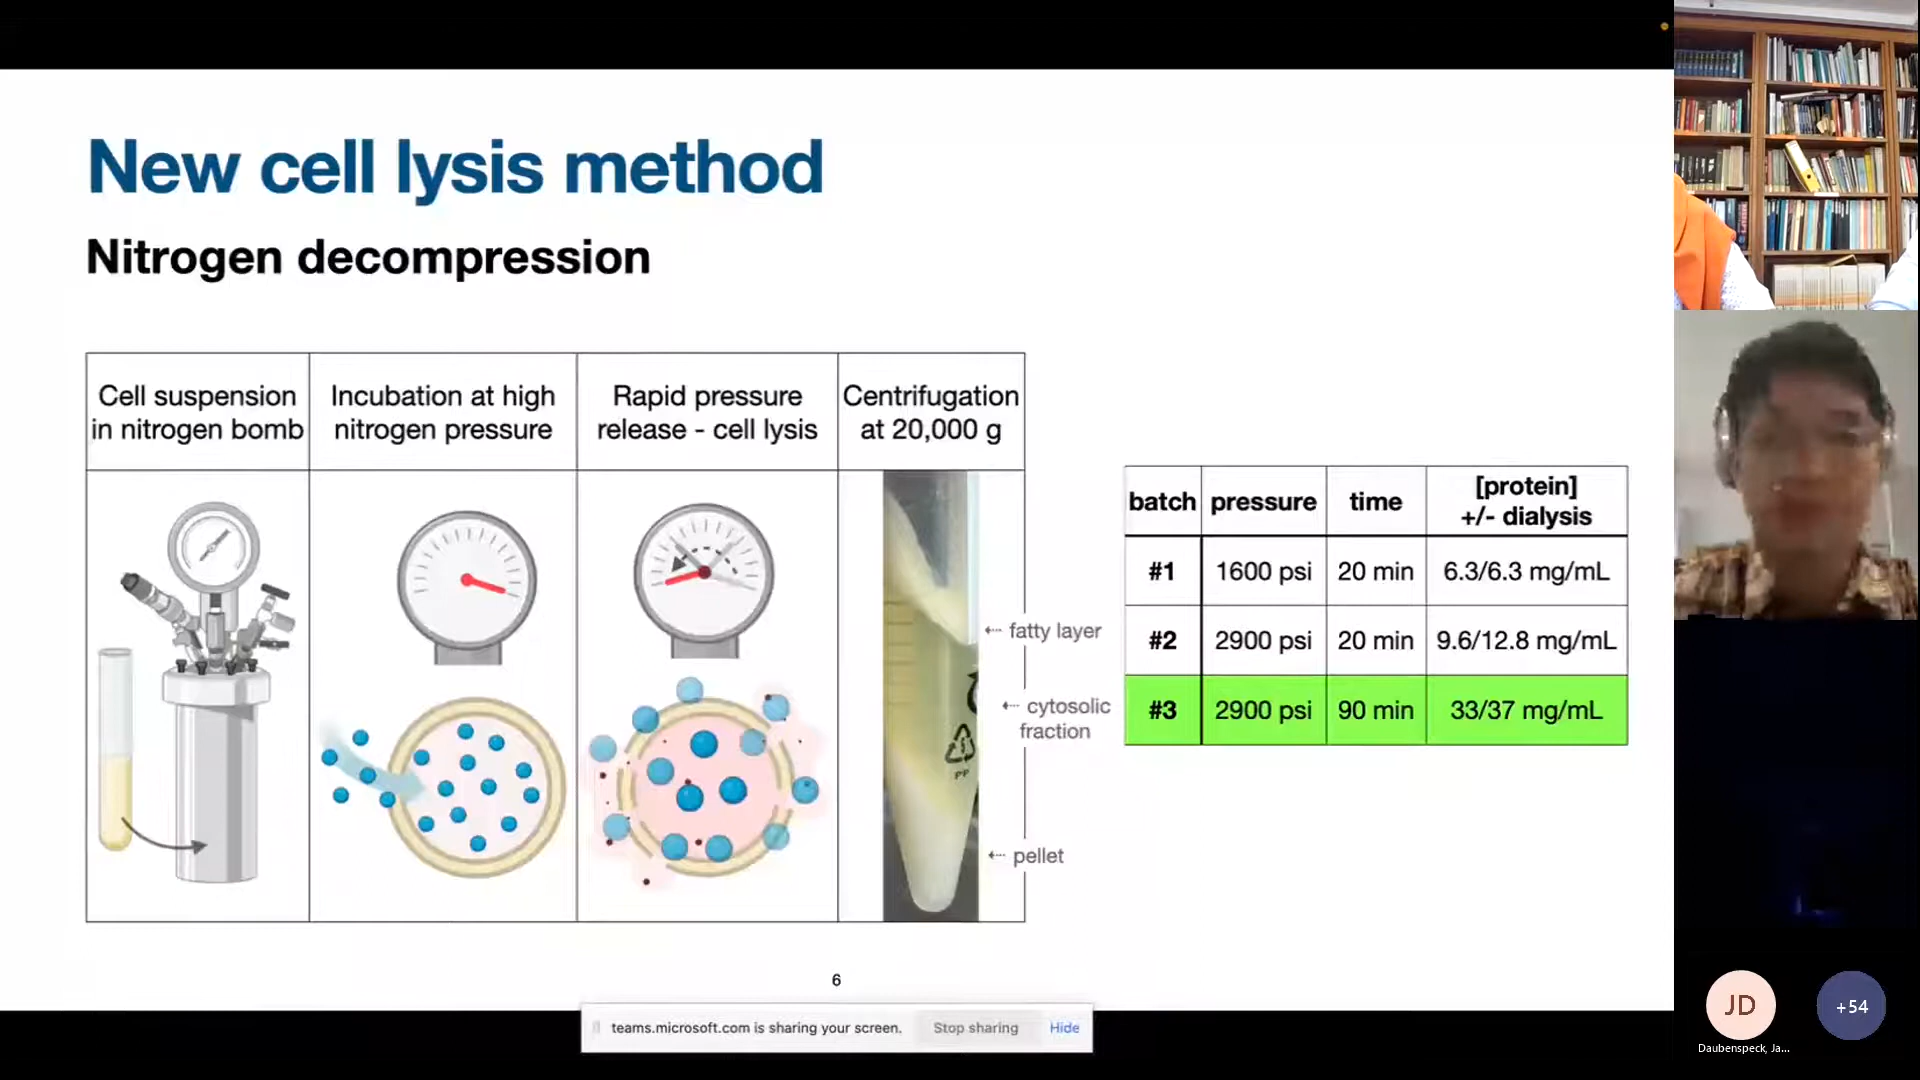 New cell lysis method
Nitrogen decompression
Cell suspension
in nitrogen bomb
Incubation at high
nitrogen pressure
Rapid pressure
release - cell lysis
Centrifugation
at 20,000 g
fatty layer
cytosolic
fraction
pellet
PP
batch pressure time [protein]
+/- dialysis
#1 1600 psi 20 min 6.3/6.3 mg/mL
#2 2900 psi 20 min 9.6/12.8 mg/mL
#3 2900 psi 90 min 33/37 mg/mL
6
teams.microsoft.com is sharing your screen. Stop sharing Hide
JD
+54
Daubenspeck, Ja...